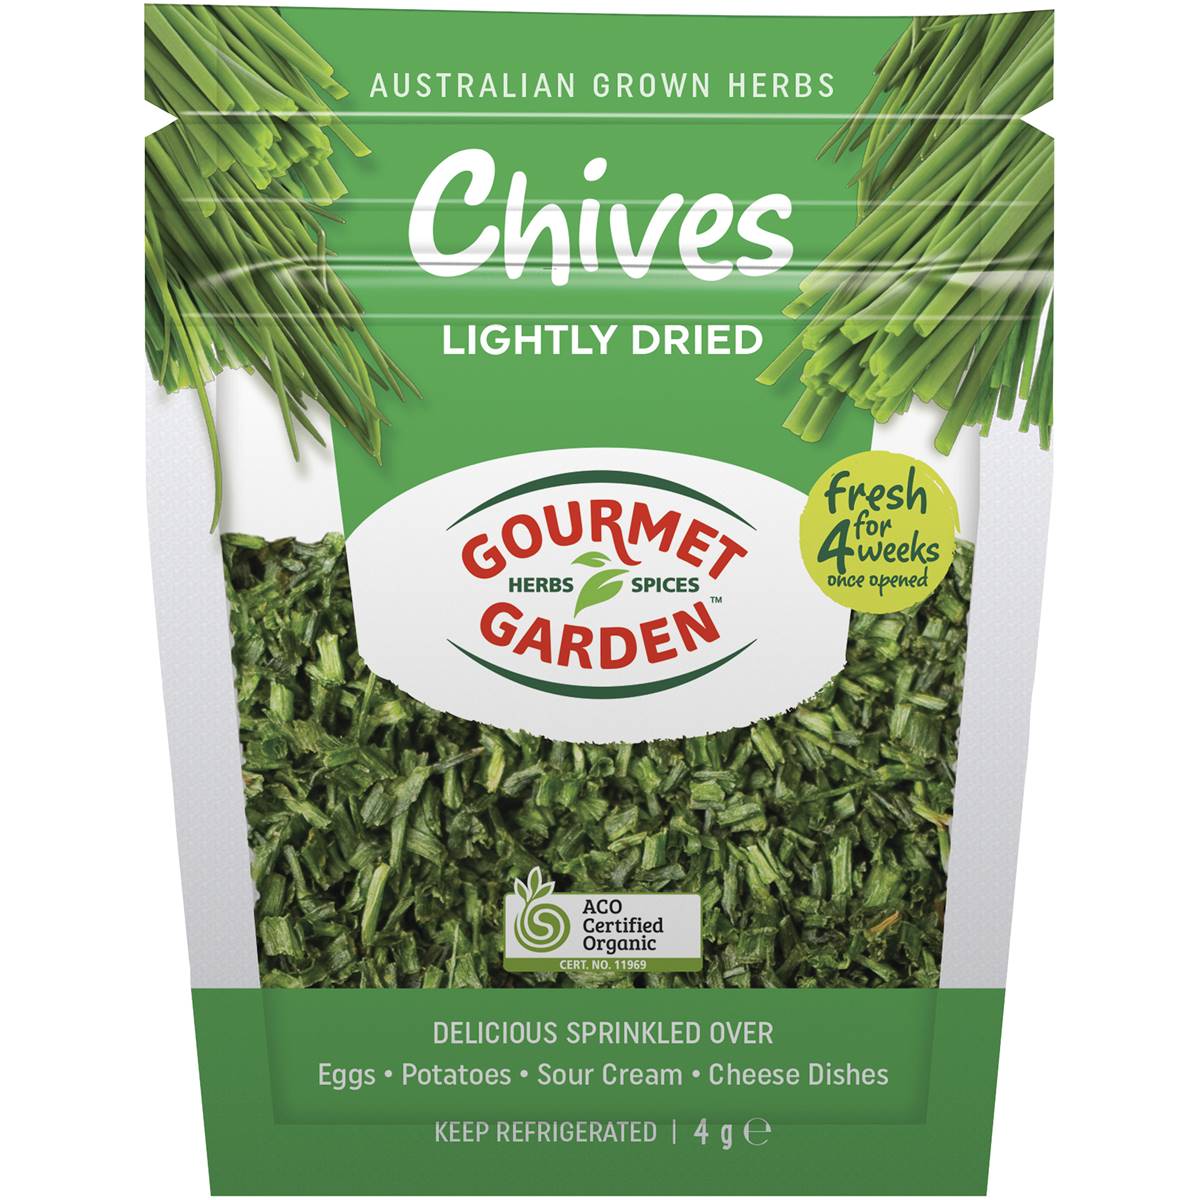 AUSTRALIAN GROWN HERBS
Chives
LIGHTLY DRIED
GOURMET
HERBS SPICES
GARDEN™
fresh
for
4 weeks
once opened
ACO
Certified
Organic
CERT. NO. 11969
DELICIOUS SPRINKLED OVER
Eggs • Potatoes • Sour Cream • Cheese Dishes
KEEP REFRIGERATED | 4 g ℮